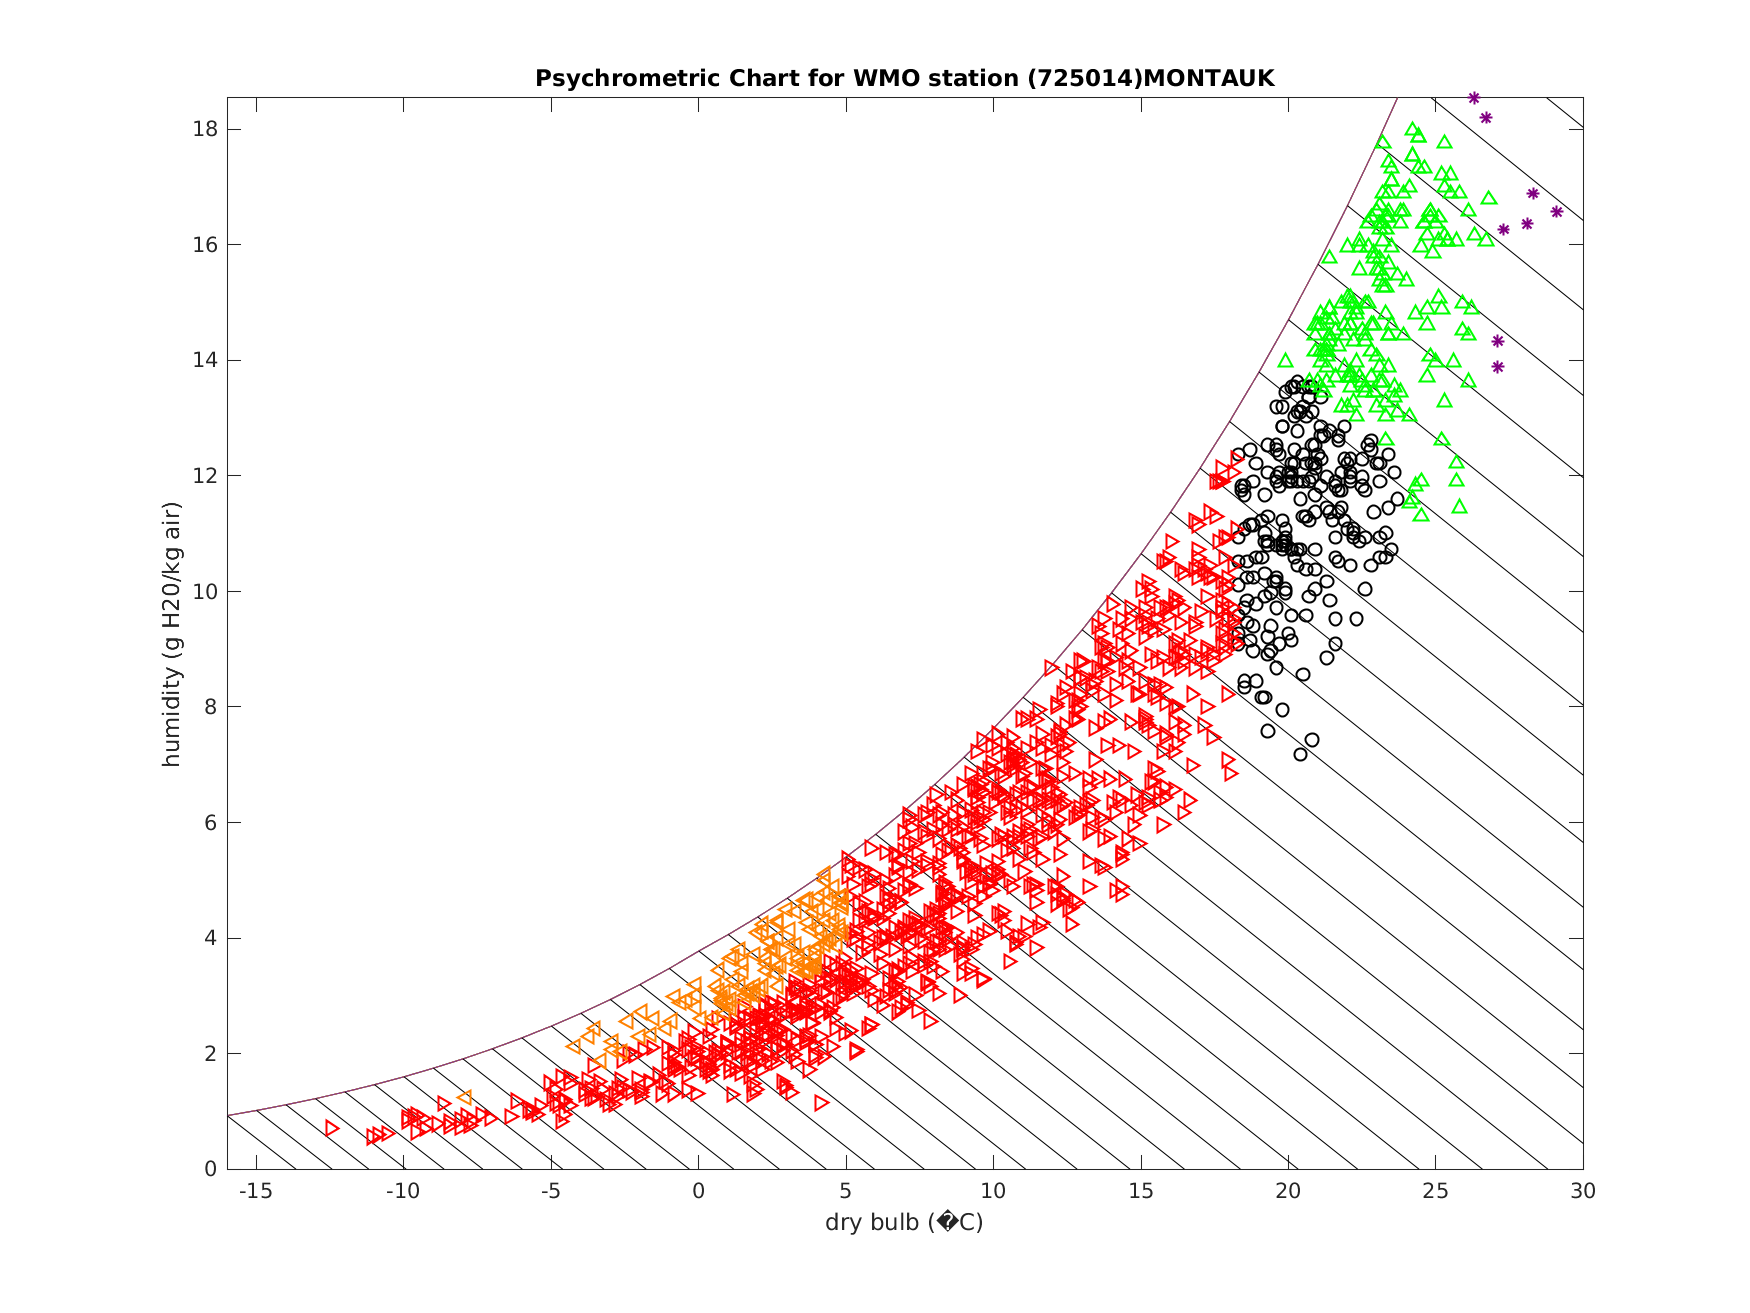 Psychrometric Chart for WMO station (725014)MONTAUK
18
16
14
12
10
8
6
4
2
0
humidity (g H20/kg air)
-15 -10 -5 0 5 10 15 20 25 30
dry bulb (�C)